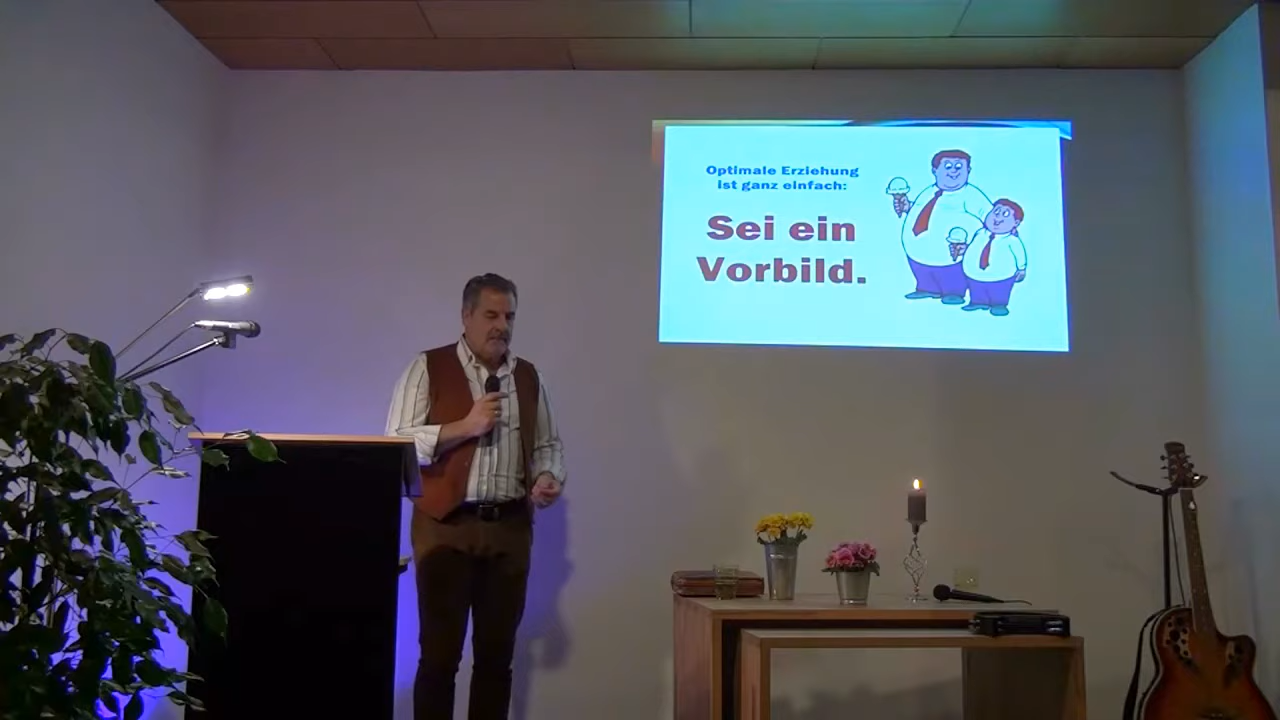 Optimale Erziehung
ist ganz einfach:
Sei ein
Vorbild.